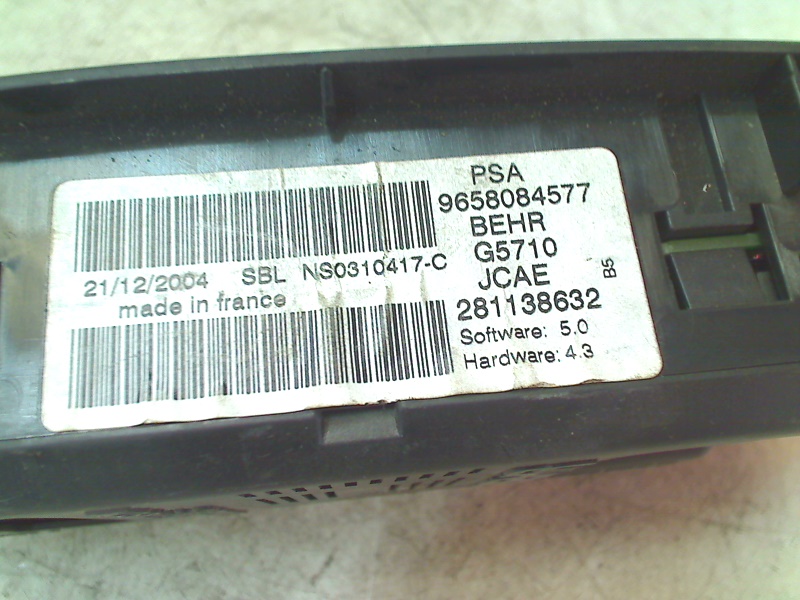 PSA
9658084577
BEHR
G5710
JCAE
281138632
Software: 5.0
Hardware: 4.3
B5
21/12/2004 SBL NS0310417-C
made in france